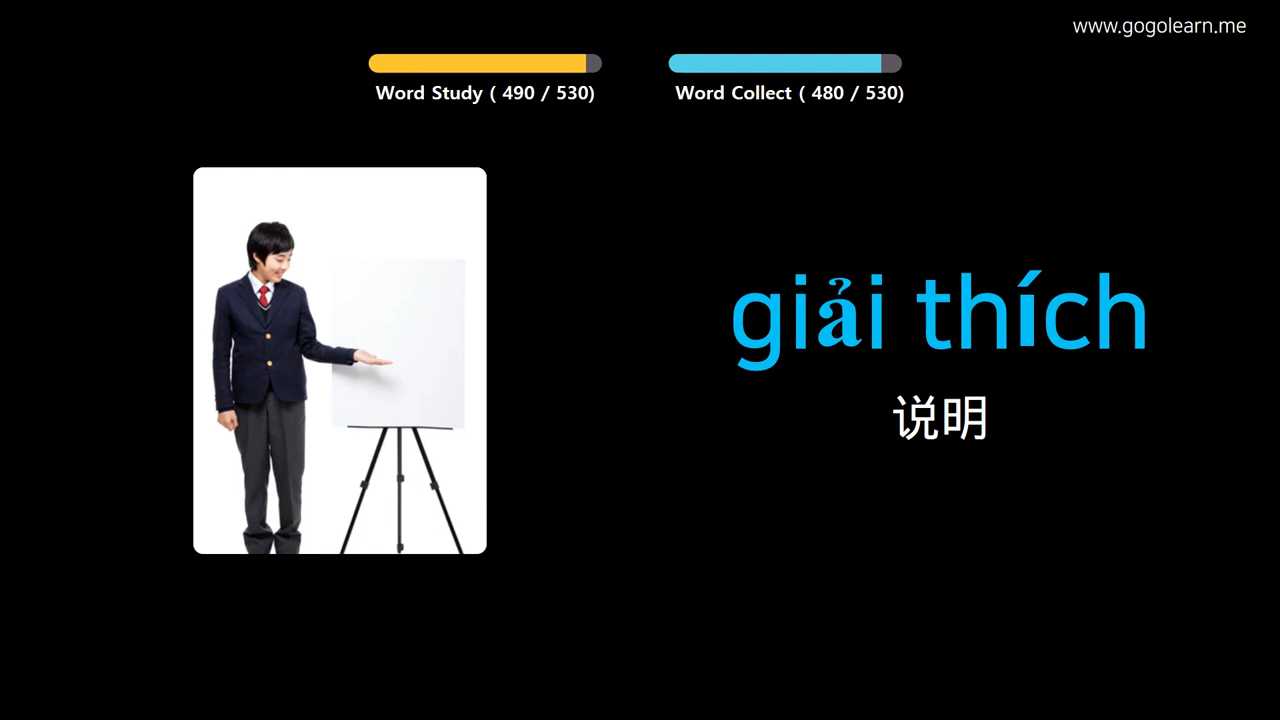 www.gogolearn.me
Word Study ( 490 / 530)
Word Collect ( 480 / 530)
giải thích
说明